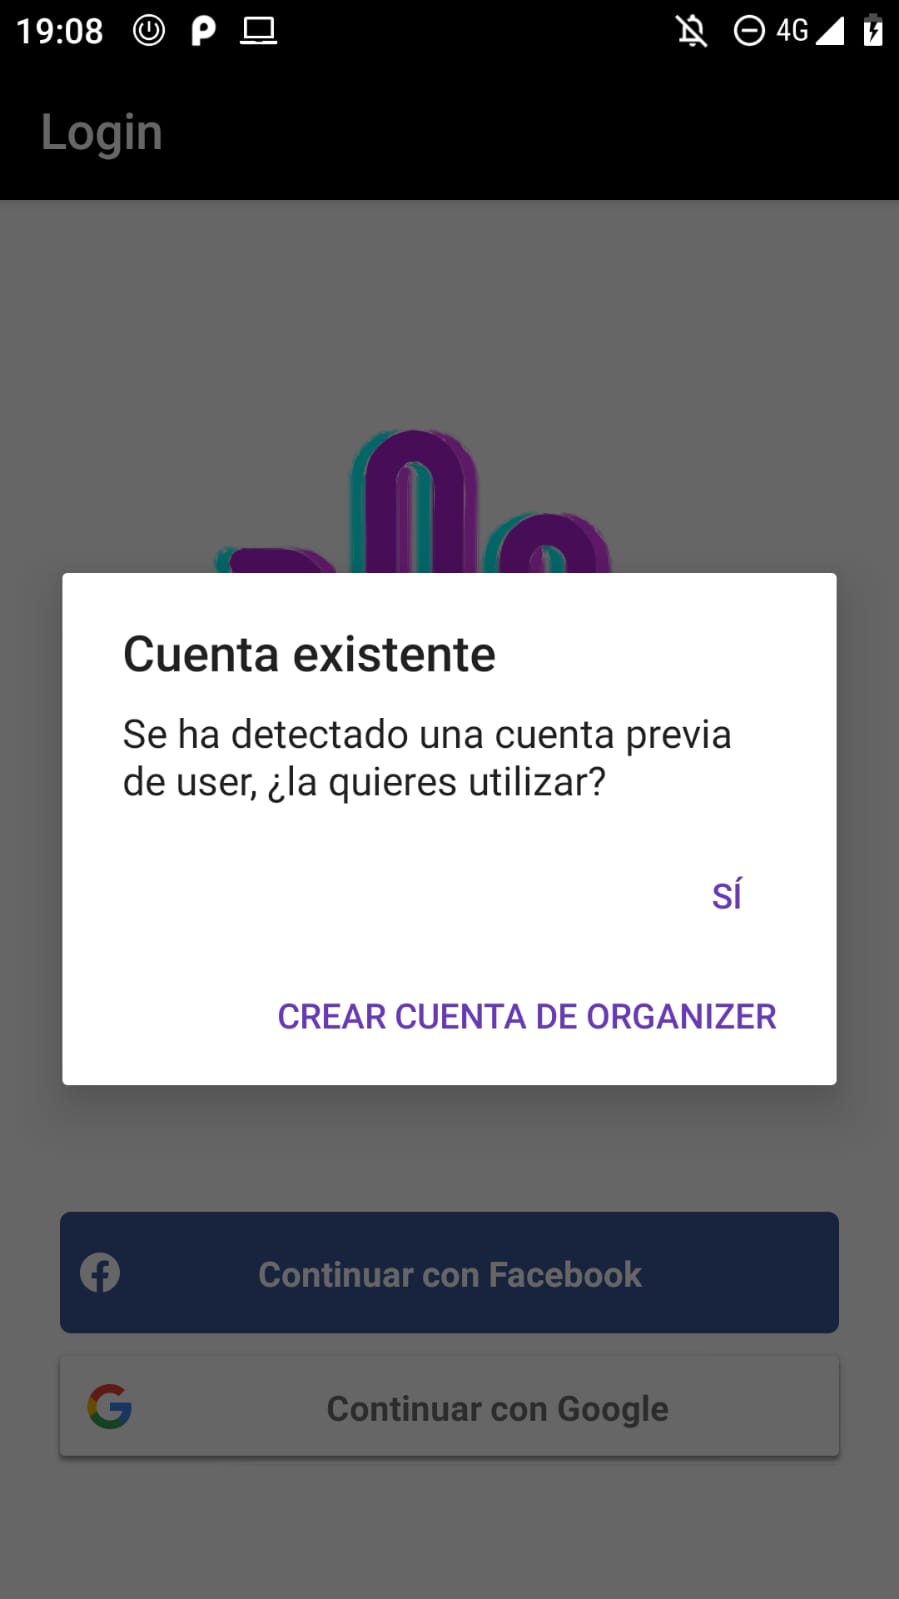 19:08
4G
Login
Cuenta existente
Se ha detectado una cuenta previa
de user, ¿la quieres utilizar?
SÍ
CREAR CUENTA DE ORGANIZER
Continuar con Facebook
Continuar con Google